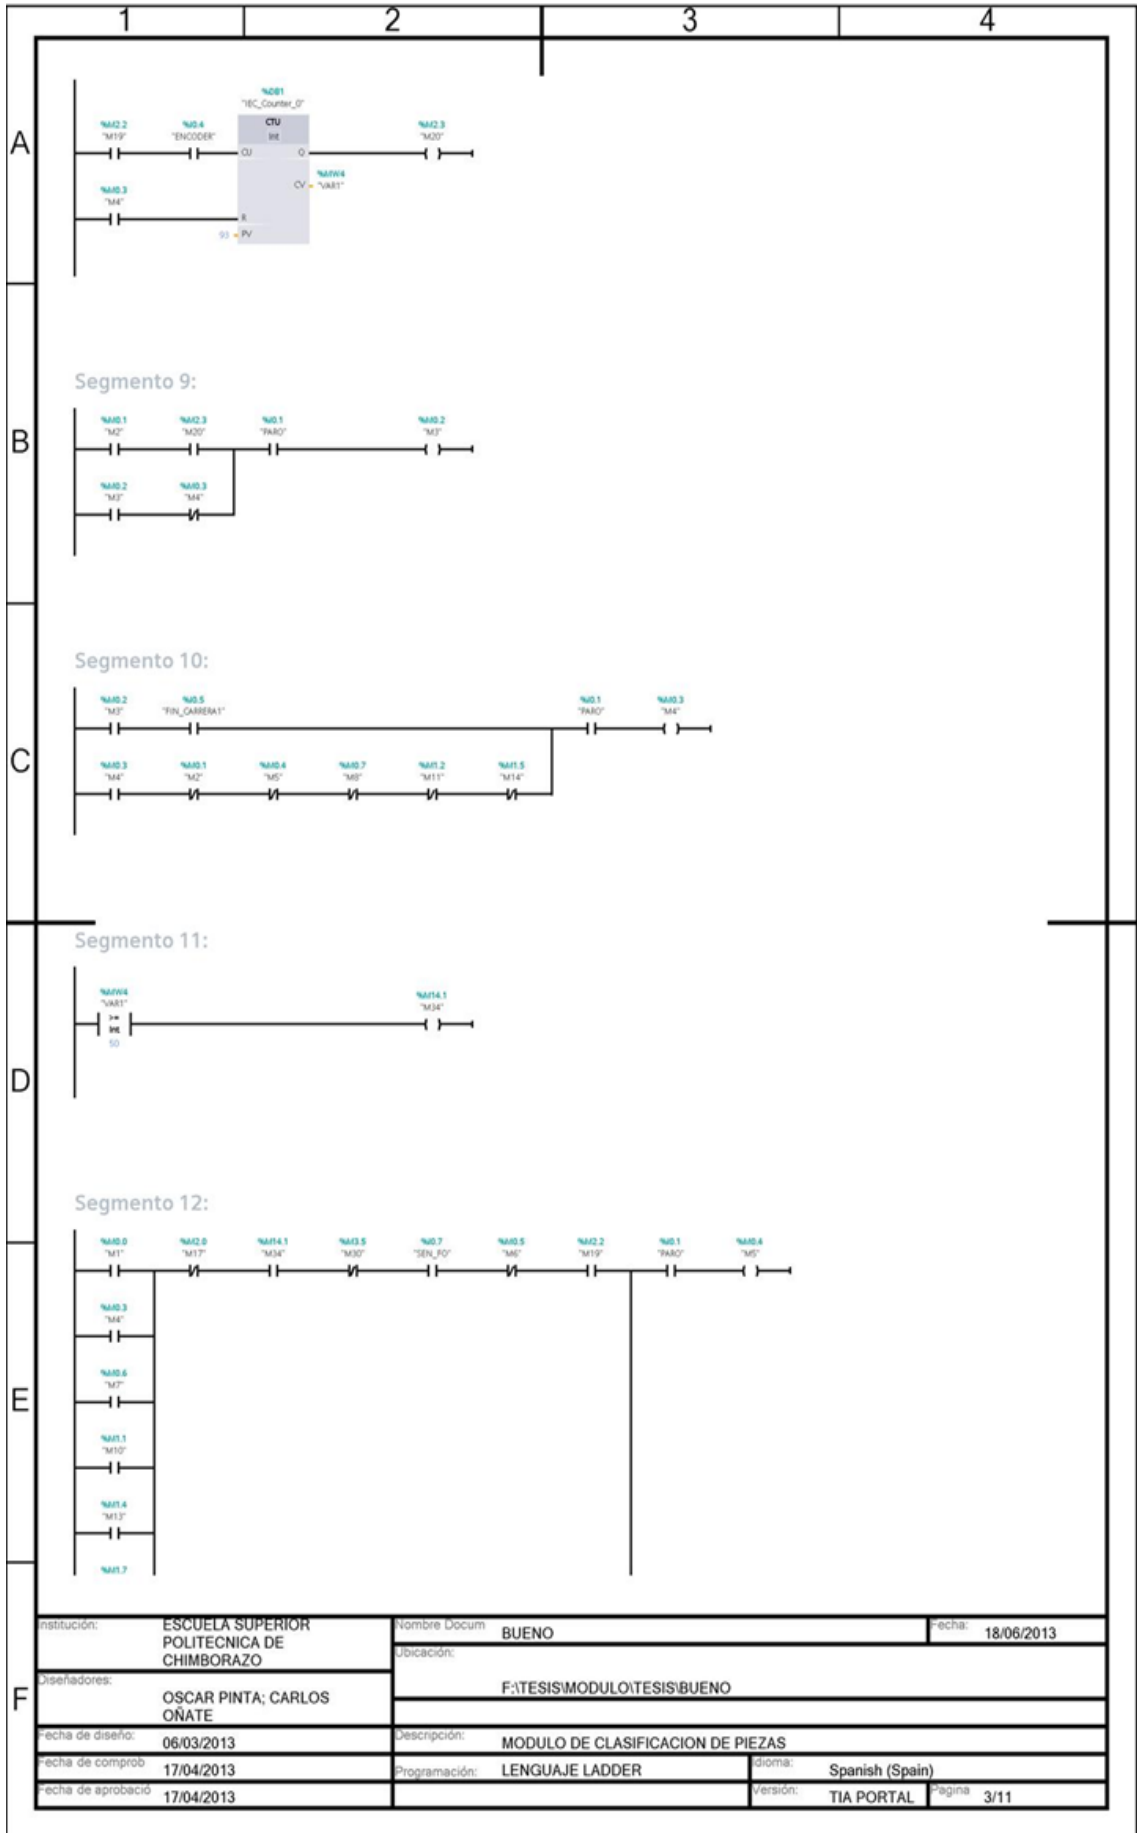 1 2 3 4
A
%DB1
"IEC_Counter_0"
%M2.2 %I0.4 CTU %M2.3
"M19" "ENCODER" Int "M20"
CU Q
%MW4
CV "VAR1"
%M0.3
"M4"
R
93 PV
Segmento 9:
B
%M0.1 %M2.3 %I0.1 %M0.2
"M2" "M20" "PARO" "M3"
%M0.2 %M0.3
"M3" "M4"
Segmento 10:
C
%M0.2 %I0.5 %I0.1 %M0.3
"M3" "FIN_CARRERA1" "PARO" "M4"
%M0.3 %M0.1 %M0.4 %M0.7 %M1.2 %M1.5
"M4" "M2" "M5" "M8" "M11" "M14"
Segmento 11:
D
%MW4 %M14.1
"VAR1" "M34"
>=
Int
50
Segmento 12:
E
%M0.0 %M2.0 %M14.1 %M3.5 %I0.7 %M0.5 %M2.2 %I0.1 %M0.4
"M1" "M17" "M34" "M30" "SEN_FO" "M6" "M19" "PARO" "M5"
%M0.3
"M4"
%M0.6
"M7"
%M1.1
"M10"
%M1.4
"M13"
%M1.7
F
Institución: ESCUELA SUPERIOR
POLITECNICA DE
CHIMBORAZO
Nombre Docum BUENO
Fecha: 18/06/2013
Ubicación:
F:\TESIS\MODULO\TESIS\BUENO
Diseñadores:
OSCAR PINTA; CARLOS
OÑATE
Fecha de diseño: 06/03/2013
Descripción: MODULO DE CLASIFICACION DE PIEZAS
Fecha de comprob 17/04/2013
Programación: LENGUAJE LADDER
Idioma: Spanish (Spain)
Fecha de aprobació 17/04/2013
Versión: TIA PORTAL
Pagina 3/11